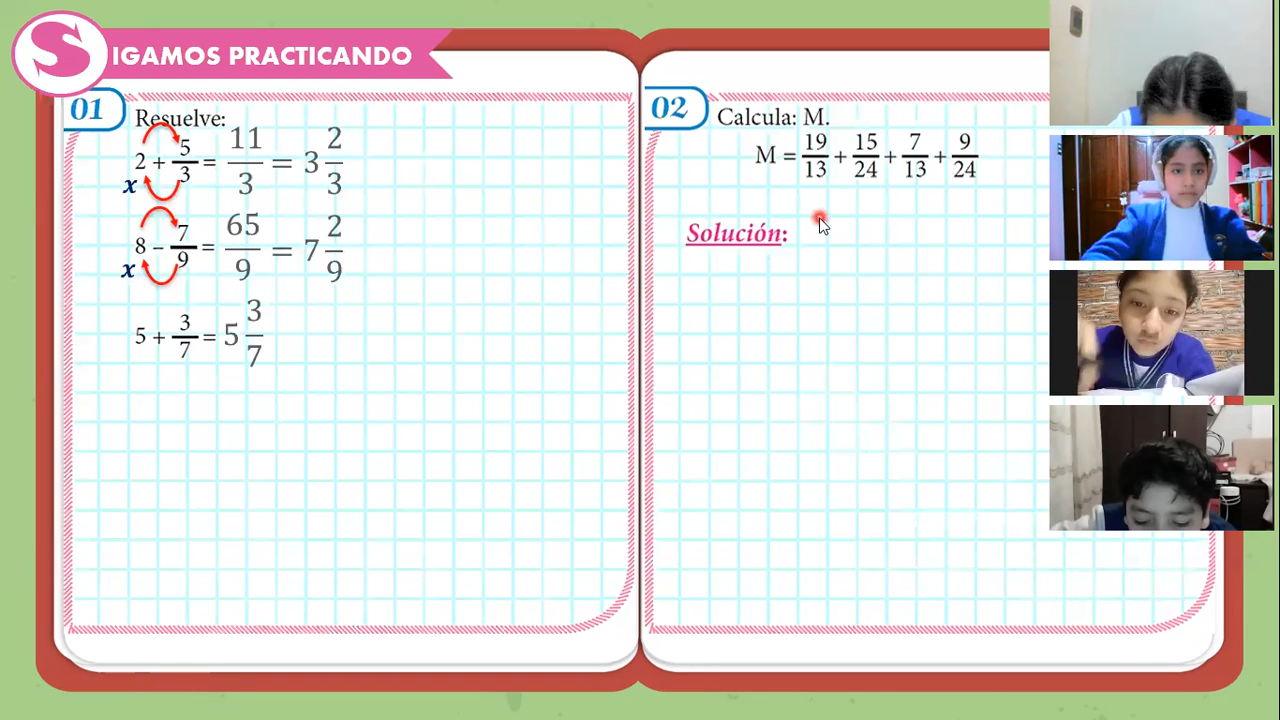 SIGAMOS PRACTICANDO
01
Resuelve:
2 + 5/3 = 11/3 = 3 2/3
x
8 − 7/9 = 65/9 = 7 2/9
x
5 + 3/7 = 5 3/7
02
Calcula: M.
M = 19/13 + 15/24 + 7/13 + 9/24
Solución: